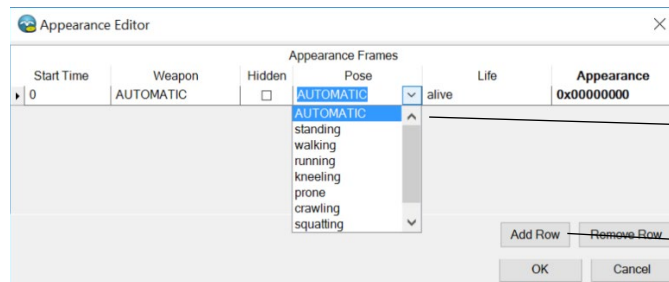 Appearance Editor
Appearance Frames
Start Time Weapon Hidden Pose Life Appearance
0 AUTOMATIC AUTOMATIC alive 0x00000000
AUTOMATIC
standing
walking
running
kneeling
prone
crawling
squatting
Add Row Remove Row
OK Cancel